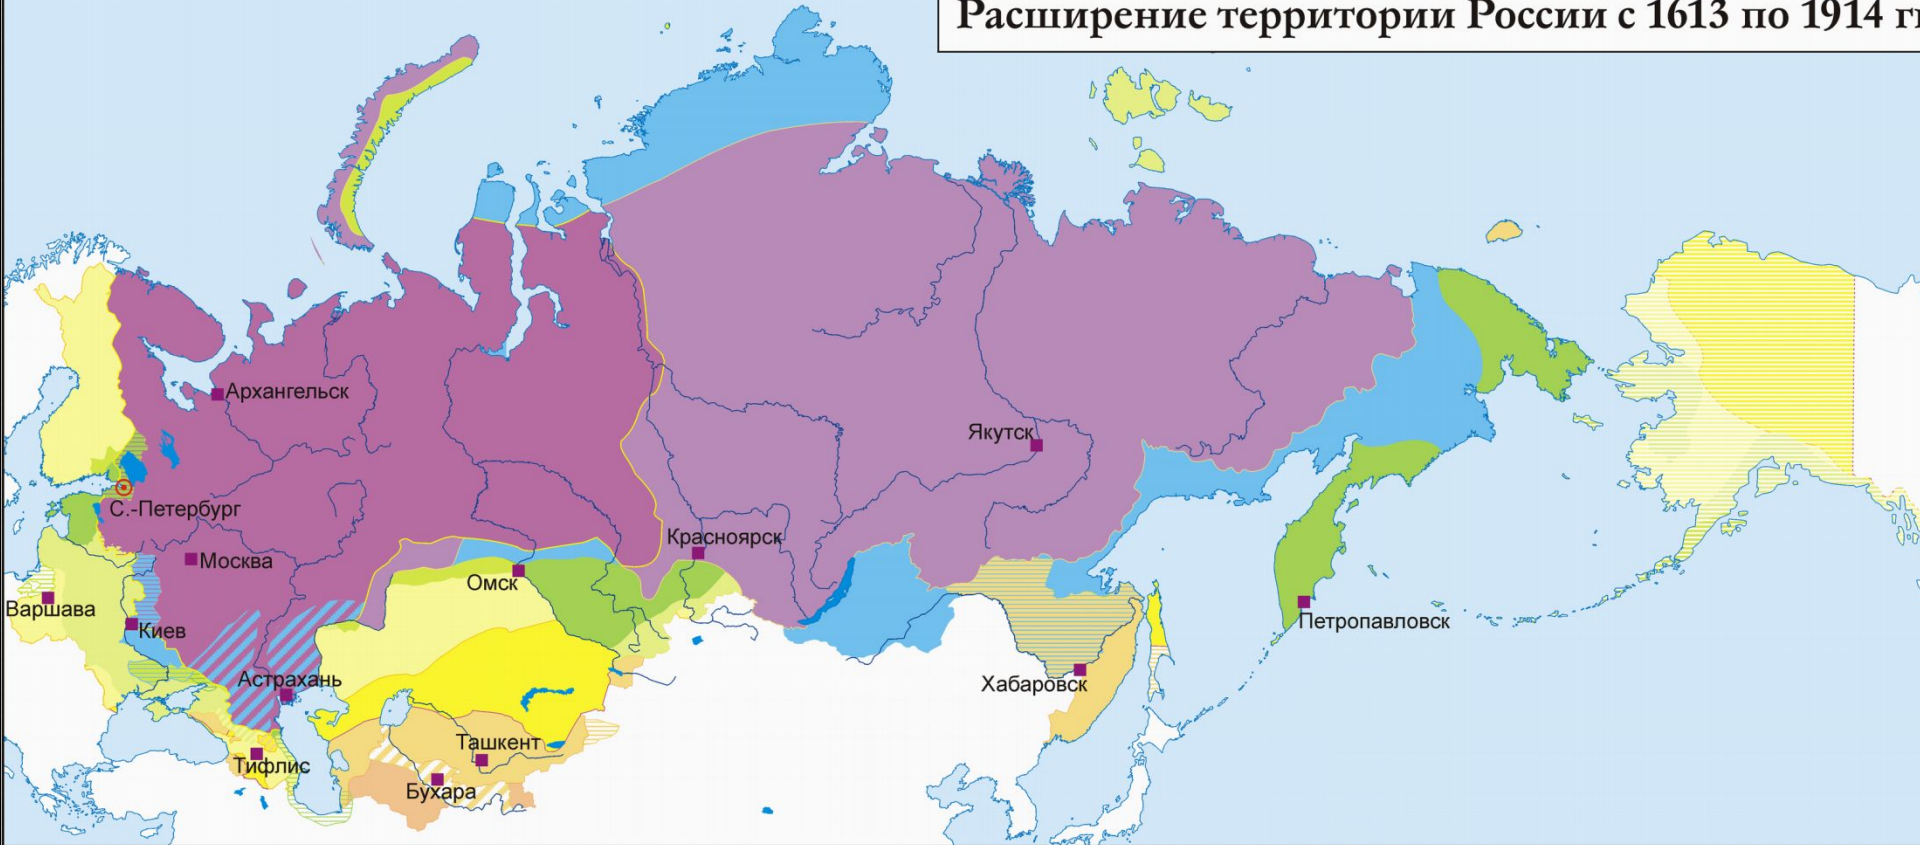 Расширение территории России с 1613 по 1914 гг
Архангельск
Якутск
С.-Петербург
Красноярск
Москва
Омск
Варшава
Киев
Петропавловск
Астрахань
Хабаровск
Ташкент
Тифлис
Бухара